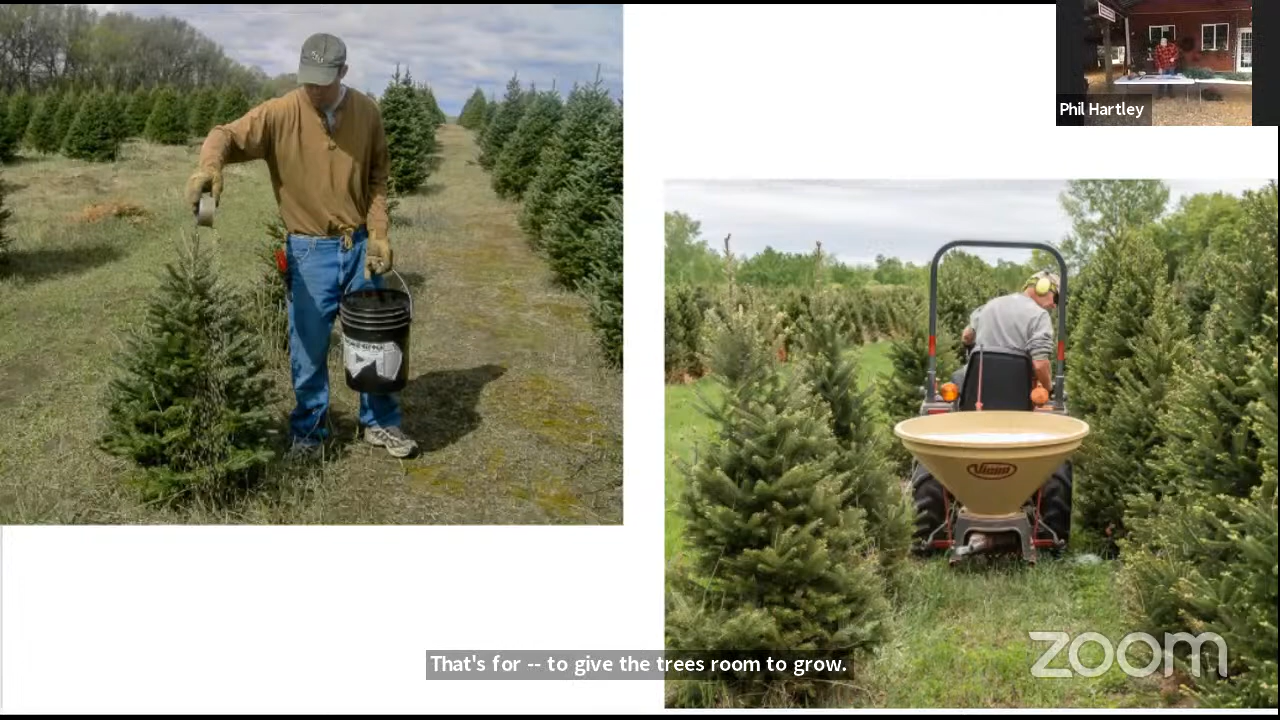 Phil Hartley
Vicon
That's for -- to give the trees room to grow.
zoom